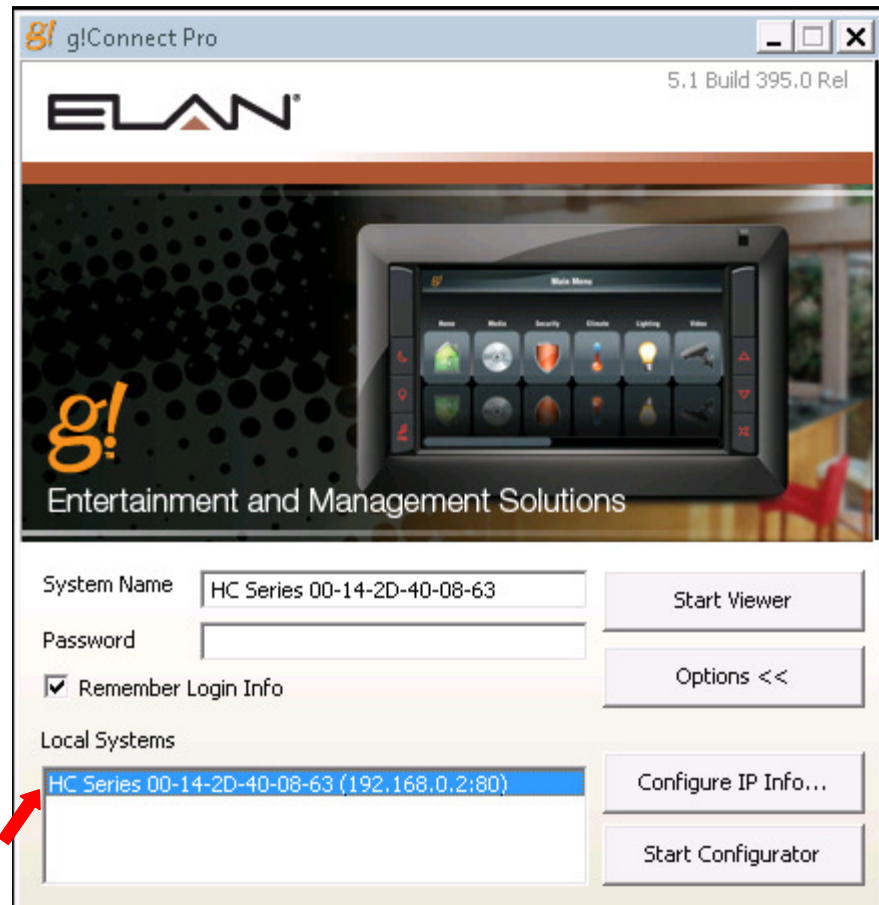 g! g!Connect Pro
5.1 Build 395.0 Rel
ELAN®
g! Main Menu
Home Media Security Climate Lighting Video
g!
Entertainment and Management Solutions
System Name HC Series 00-14-2D-40-08-63 Start Viewer
Password
Options <<
Remember Login Info
Local Systems
HC Series 00-14-2D-40-08-63 (192.168.0.2:80) Configure IP Info...
Start Configurator